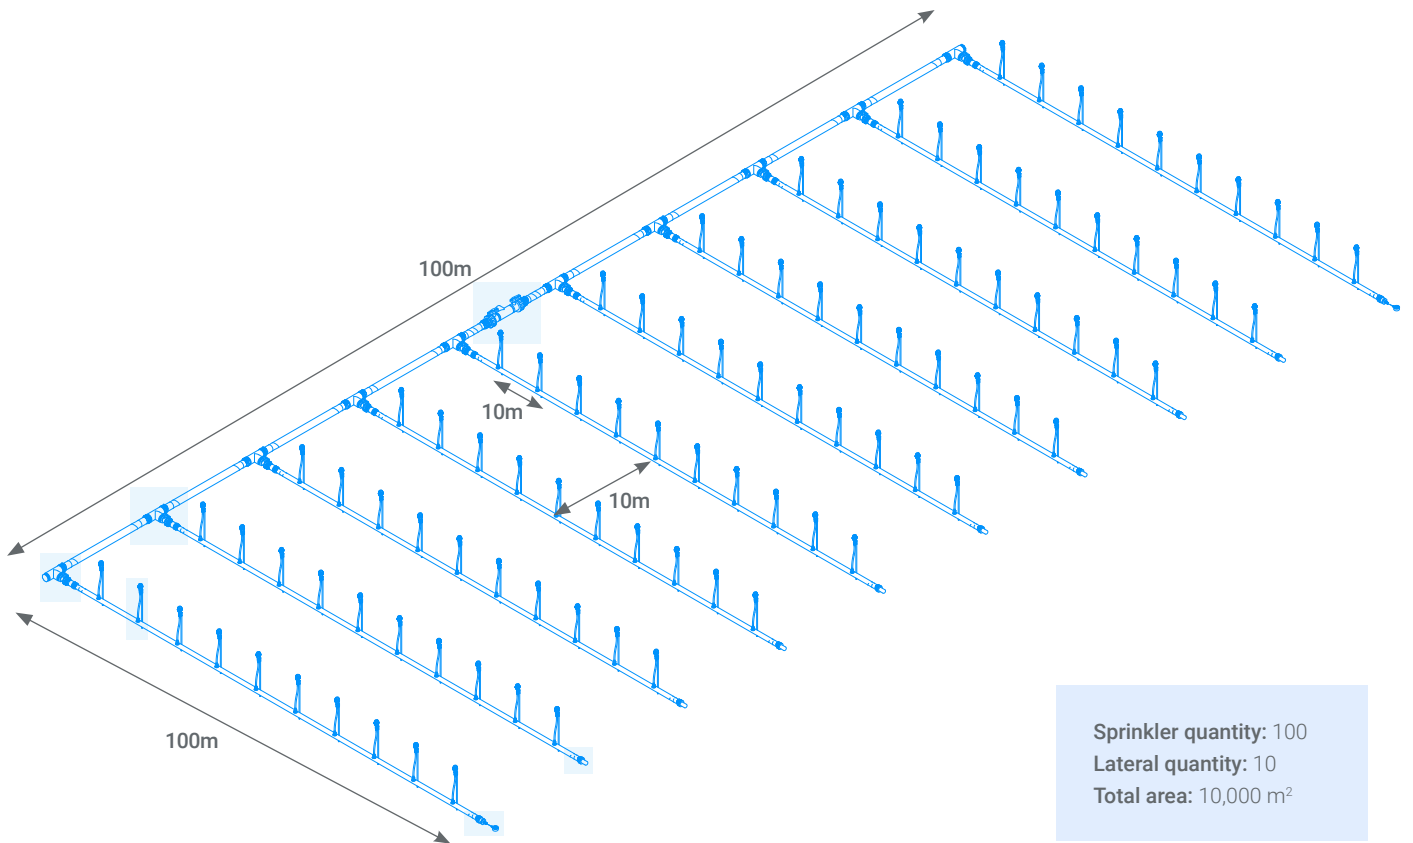 100m
10m
10m
100m
Sprinkler quantity: 100
Lateral quantity: 10
Total area: 10,000 m²